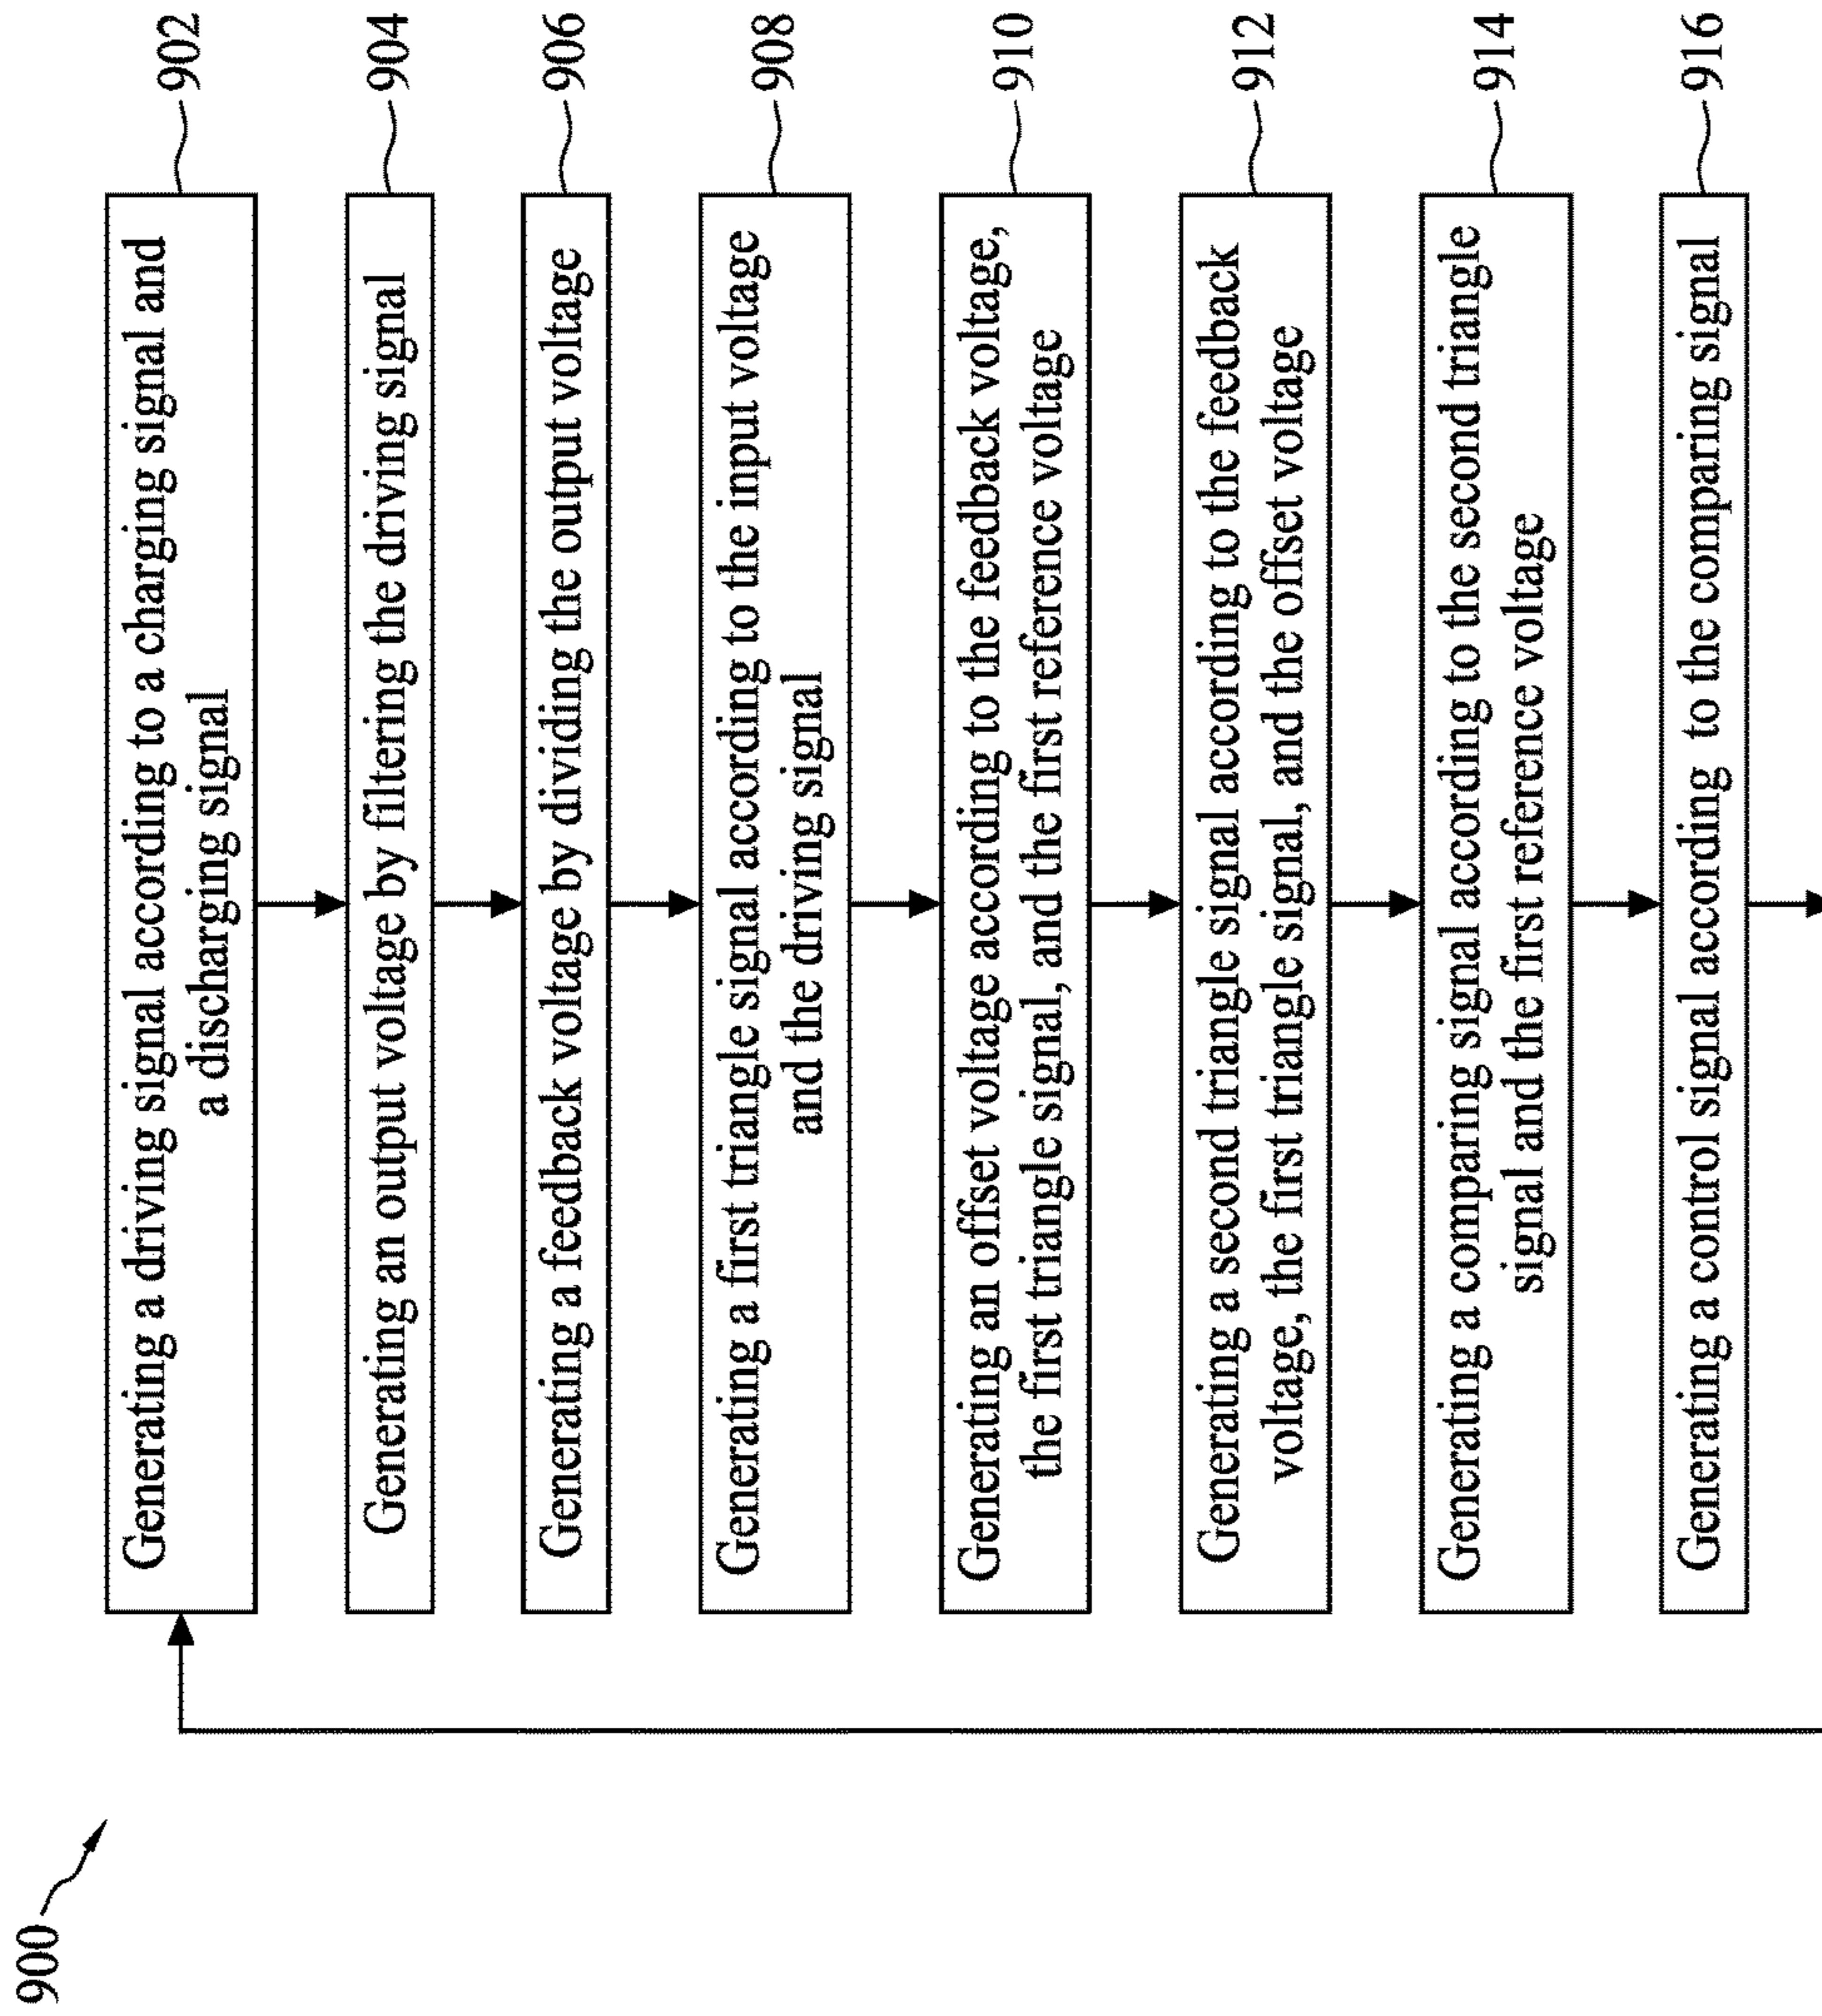 900
Generating a driving signal according to a charging signal and
a discharging signal
902
Generating an output voltage by filtering the driving signal
904
Generating a feedback voltage by dividing the output voltage
906
Generating a first triangle signal according to the input voltage
and the driving signal
908
Generating an offset voltage according to the feedback voltage,
the first triangle signal, and the first reference voltage
910
Generating a second triangle signal according to the feedback
voltage, the first triangle signal, and the offset voltage
912
Generating a comparing signal according to the second triangle
signal and the first reference voltage
914
Generating a control signal according to the comparing signal
916